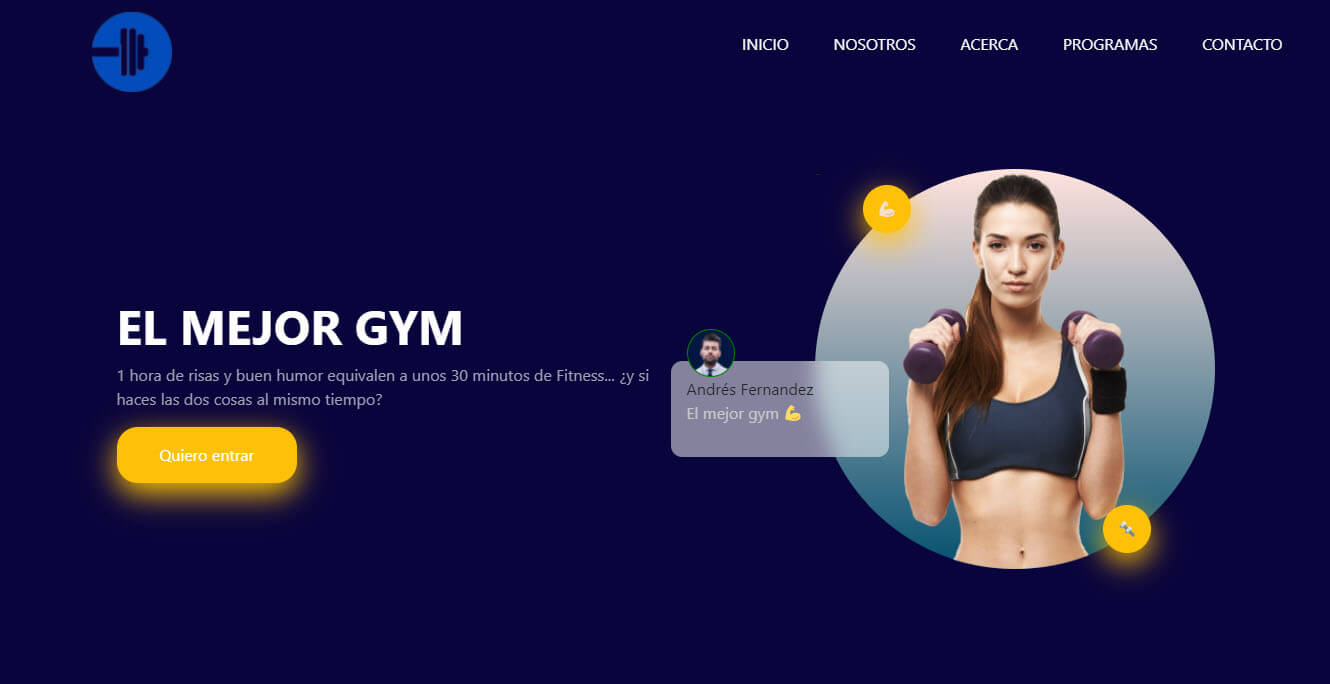 INICIO NOSOTROS ACERCA PROGRAMAS CONTACTO
EL MEJOR GYM
1 hora de risas y buen humor equivalen a unos 30 minutos de Fitness... ¿y si
haces las dos cosas al mismo tiempo?
Quiero entrar
Andrés Fernandez
El mejor gym 💪